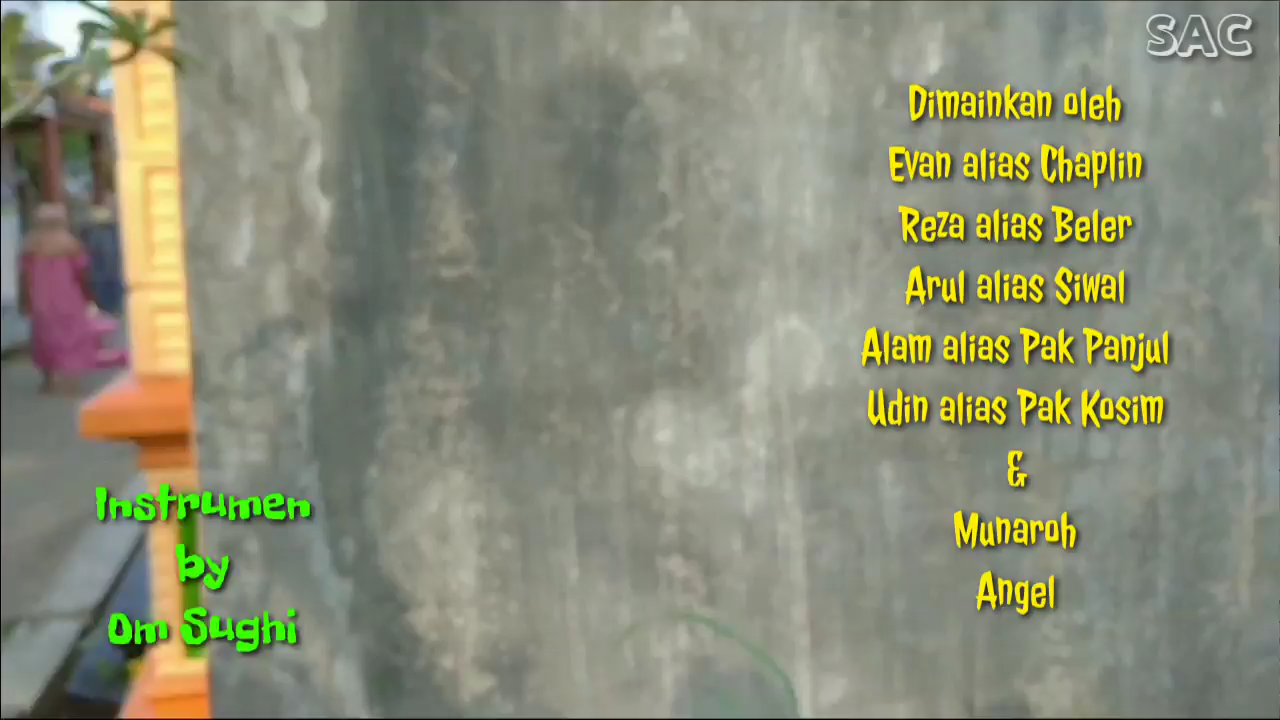 SAC
Dimainkan oleh
Evan alias Chaplin
Reza alias Beler
Arul alias Siwal
Alam alias Pak Panjul
Udin alias Pak Kosim
&
Munaroh
Angel
Instrumen
by
Om Sughi